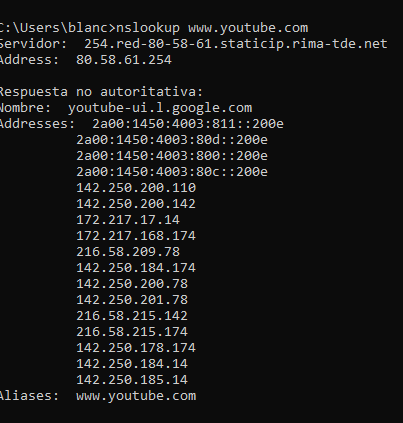 C:\Users\blanc>nslookup www.youtube.com
Servidor:  254.red-80-58-61.staticip.rima-tde.net
Address:  80.58.61.254
Respuesta no autoritativa:
Nombre:  youtube-ui.l.google.com
Addresses:  2a00:1450:4003:811::200e
2a00:1450:4003:80d::200e
2a00:1450:4003:800::200e
2a00:1450:4003:80c::200e
142.250.200.110
142.250.200.142
172.217.17.14
172.217.168.174
216.58.209.78
142.250.184.174
142.250.200.78
142.250.201.78
216.58.215.142
216.58.215.174
142.250.178.174
142.250.184.14
142.250.185.14
Aliases:  www.youtube.com